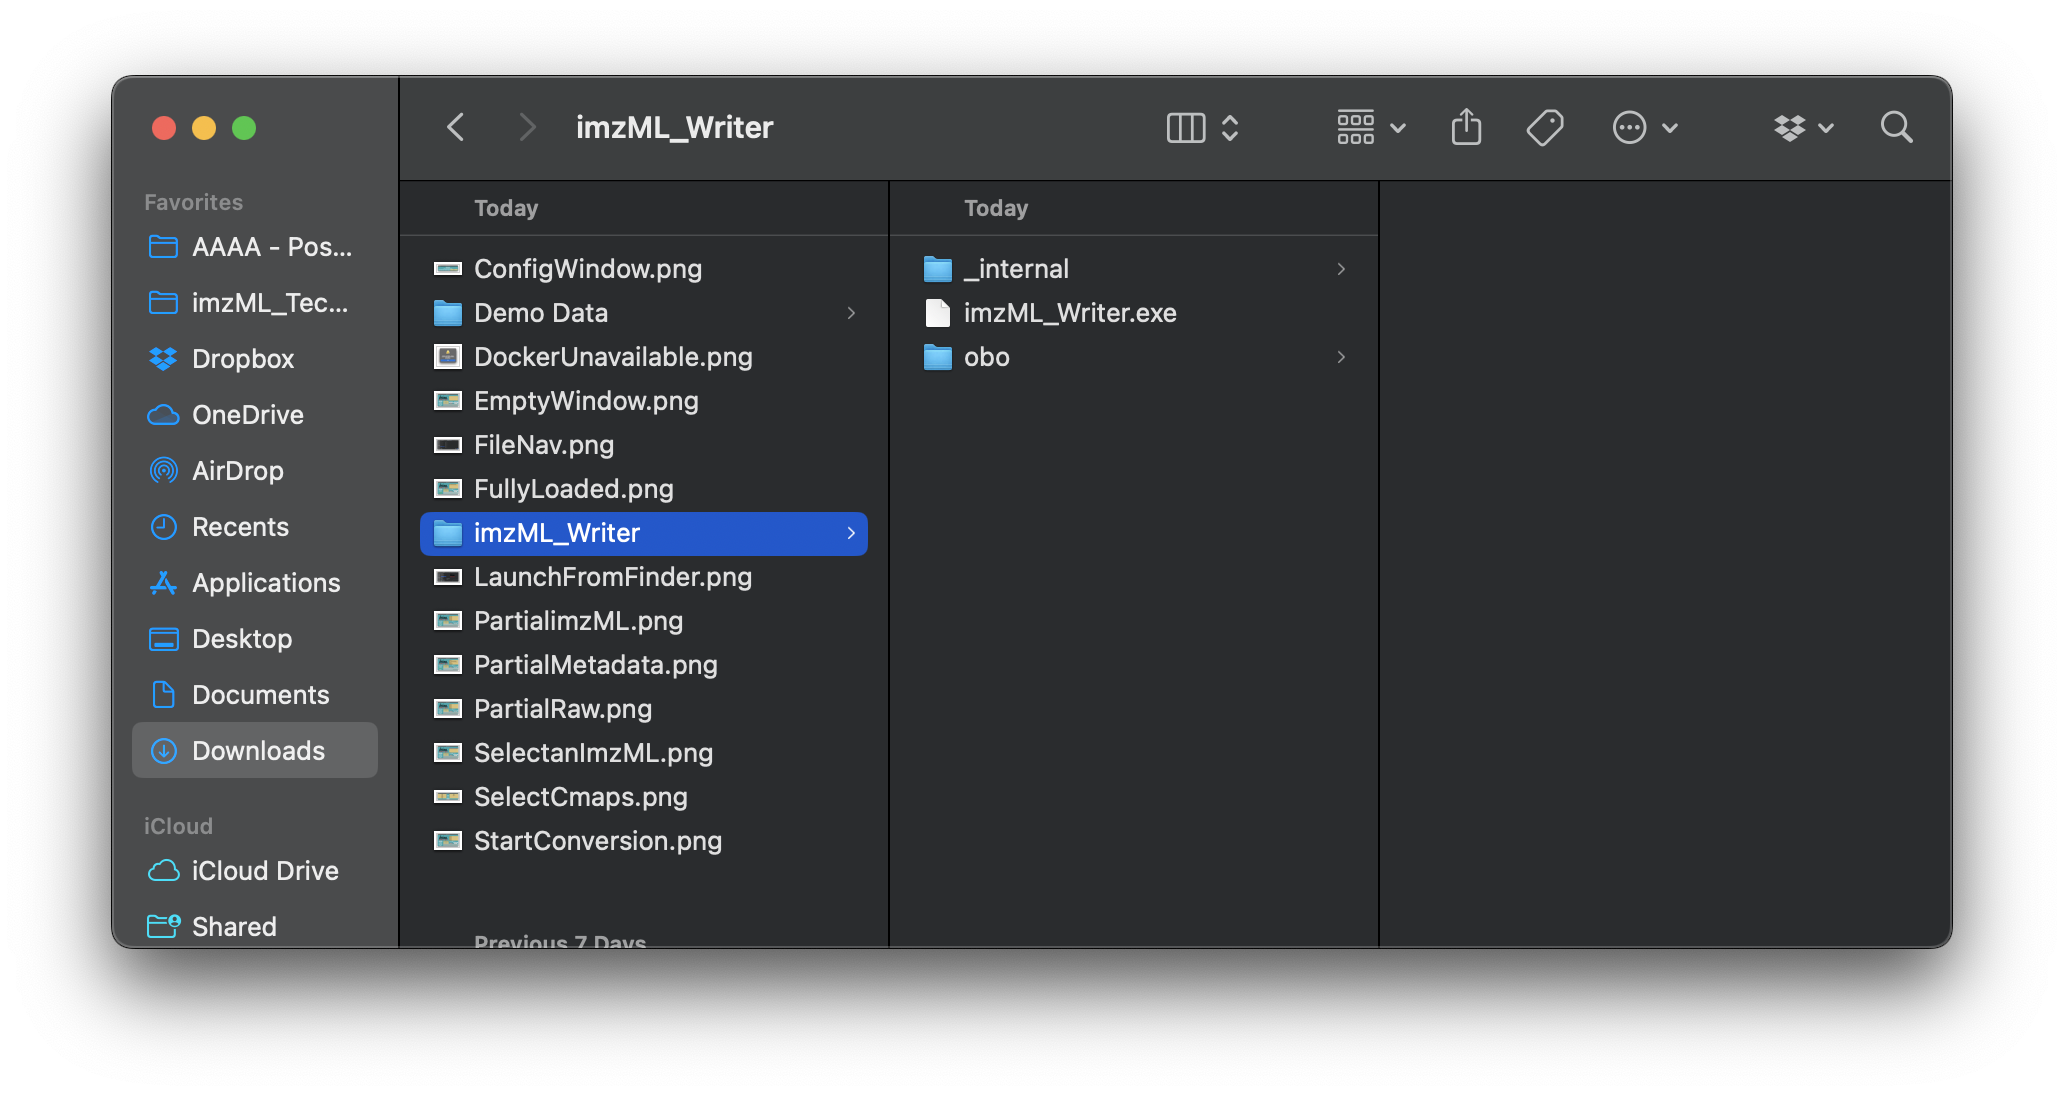 imzML_Writer
Favorites
AAAA - Pos...
imzML_Tec...
Dropbox
OneDrive
AirDrop
Recents
Applications
Desktop
Documents
Downloads
iCloud
iCloud Drive
Shared
Today
ConfigWindow.png
Demo Data
DockerUnavailable.png
EmptyWindow.png
FileNav.png
FullyLoaded.png
imzML_Writer
LaunchFromFinder.png
PartialimzML.png
PartialMetadata.png
PartialRaw.png
SelectanImzML.png
SelectCmaps.png
StartConversion.png
Previous 7 Days
Today
_internal
imzML_Writer.exe
obo